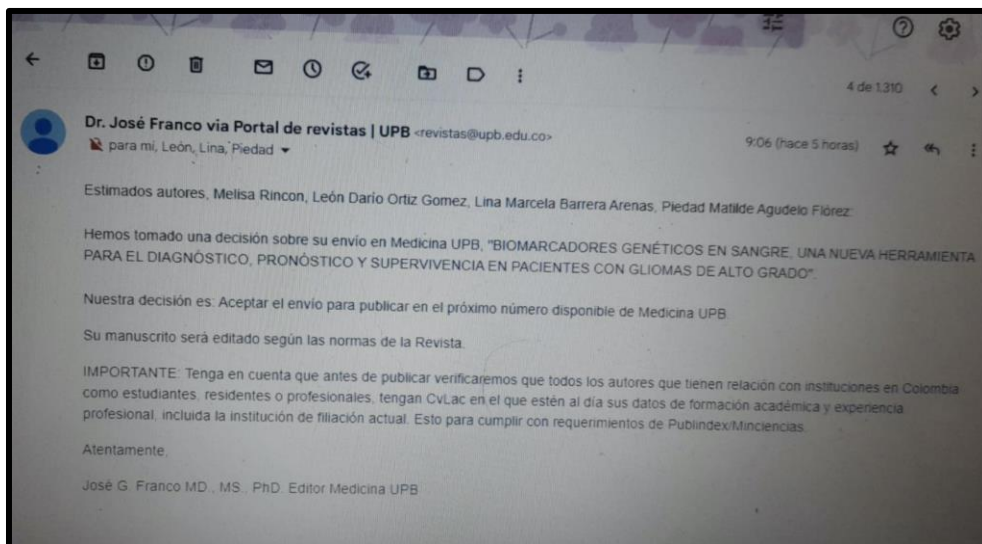 4 de 1.310
Dr. José Franco via Portal de revistas | UPB <revistas@upb.edu.co>
9:06 (hace 5 horas)
para mí, León, Lina, Piedad
Estimados autores, Melisa Rincon, León Darío Ortiz Gomez, Lina Marcela Barrera Arenas, Piedad Matilde Agudelo Flórez:
Hemos tomado una decisión sobre su envío en Medicina UPB, "BIOMARCADORES GENÉTICOS EN SANGRE, UNA NUEVA HERRAMIENTA
PARA EL DIAGNÓSTICO, PRONÓSTICO Y SUPERVIVENCIA EN PACIENTES CON GLIOMAS DE ALTO GRADO".
Nuestra decisión es: Aceptar el envío para publicar en el próximo número disponible de Medicina UPB.
Su manuscrito será editado según las normas de la Revista.
IMPORTANTE: Tenga en cuenta que antes de publicar verificaremos que todos los autores que tienen relación con instituciones en Colombia
como estudiantes, residentes o profesionales, tengan CvLac en el que estén al día sus datos de formación académica y experiencia
profesional, incluida la institución de filiación actual. Esto para cumplir con requerimientos de Publindex/Minciencias.
Atentamente,
José G. Franco MD., MS., PhD. Editor Medicina UPB